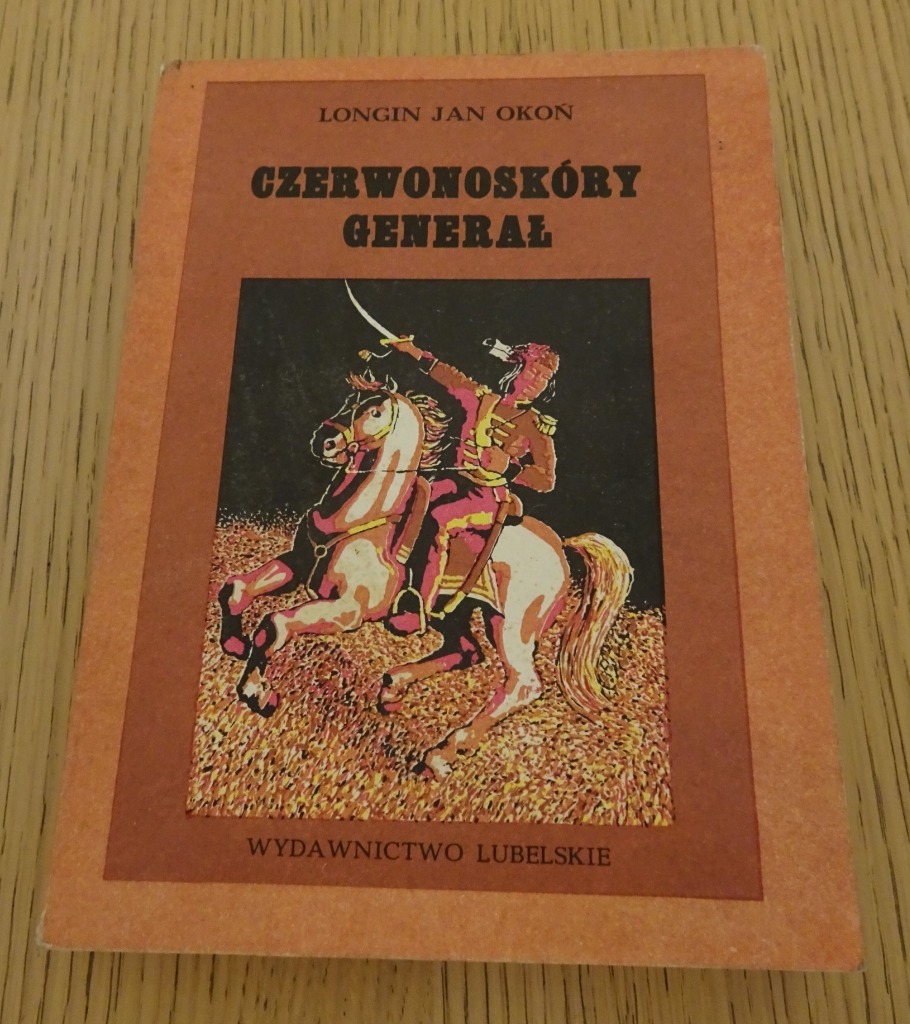 LONGIN JAN OKOŃ
CZERWONOSKÓRY
GENERAŁ
WYDAWNICTWO LUBELSKIE